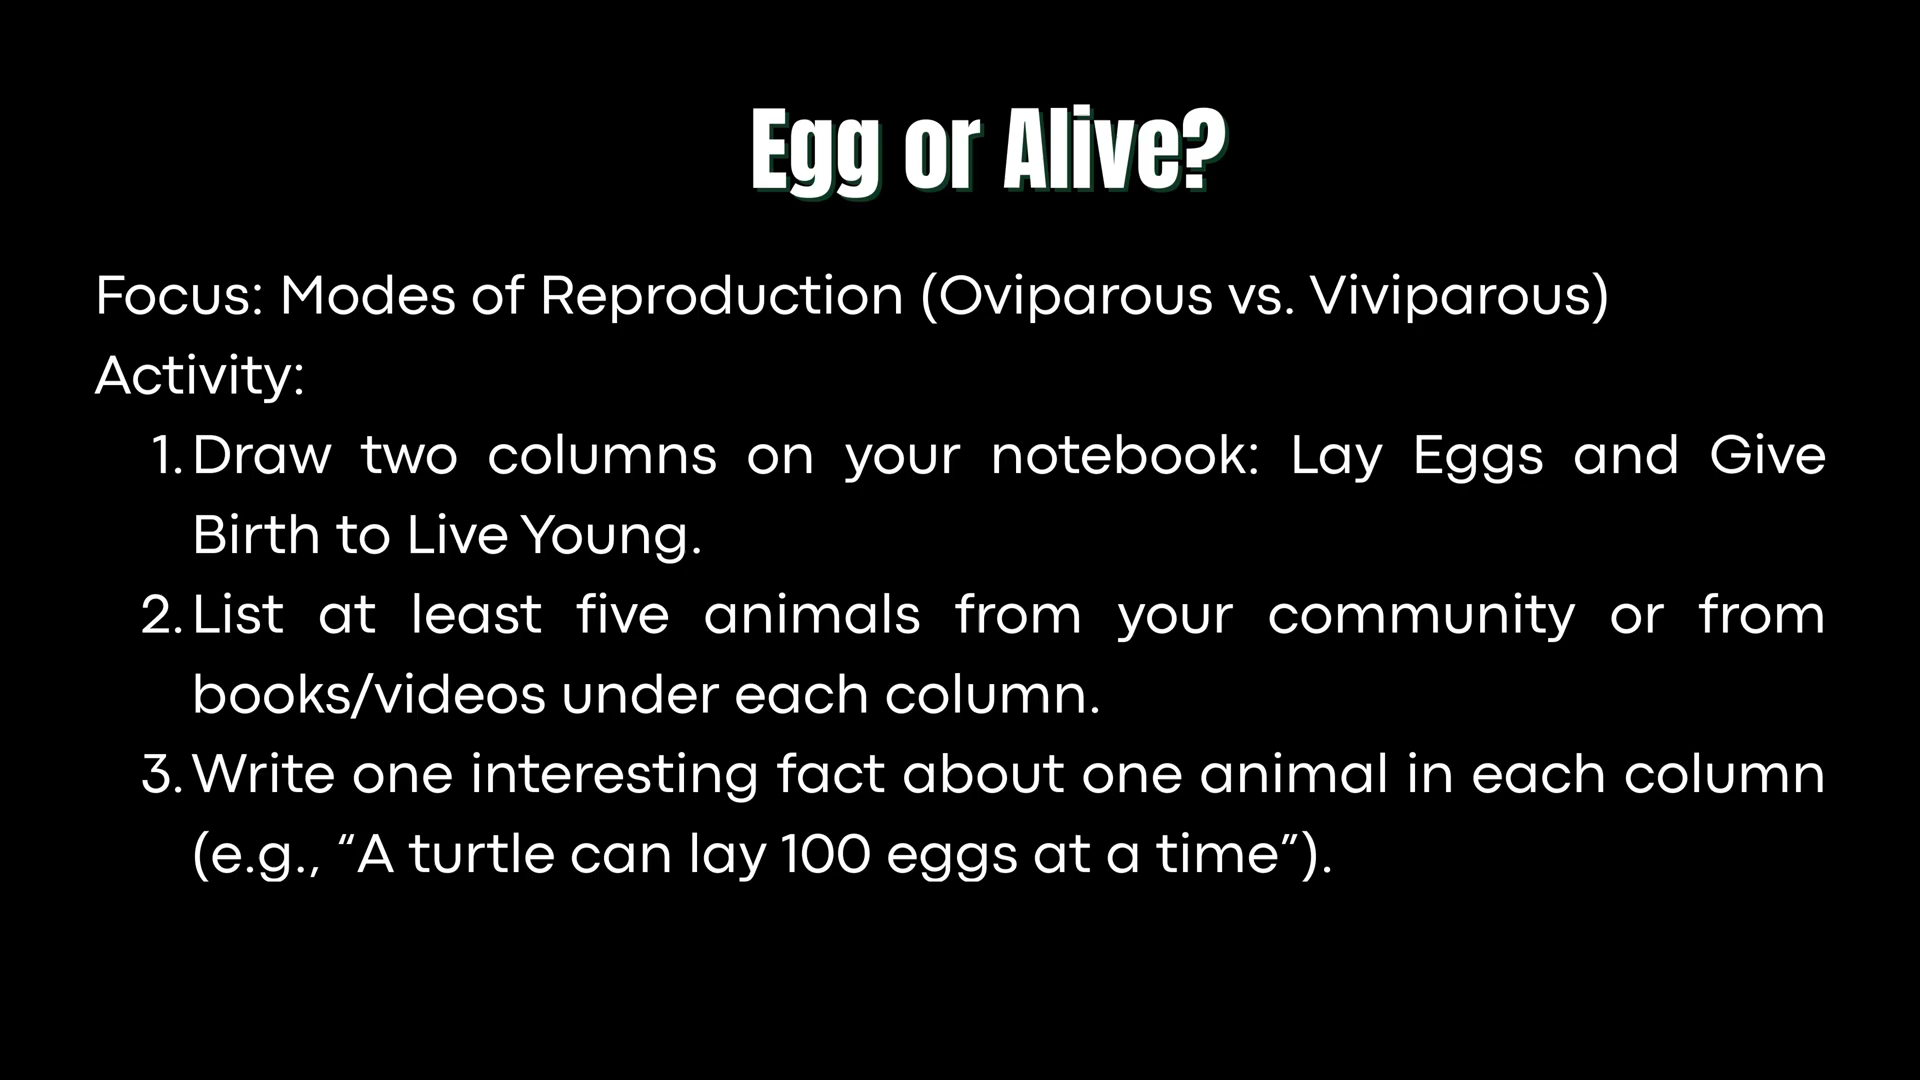 Egg or Alive?
Focus: Modes of Reproduction (Oviparous vs. Viviparous)
Activity:
1. Draw two columns on your notebook: Lay Eggs and Give
Birth to Live Young.
2. List at least five animals from your community or from
books/videos under each column.
3. Write one interesting fact about one animal in each column
(e.g., “A turtle can lay 100 eggs at a time”).